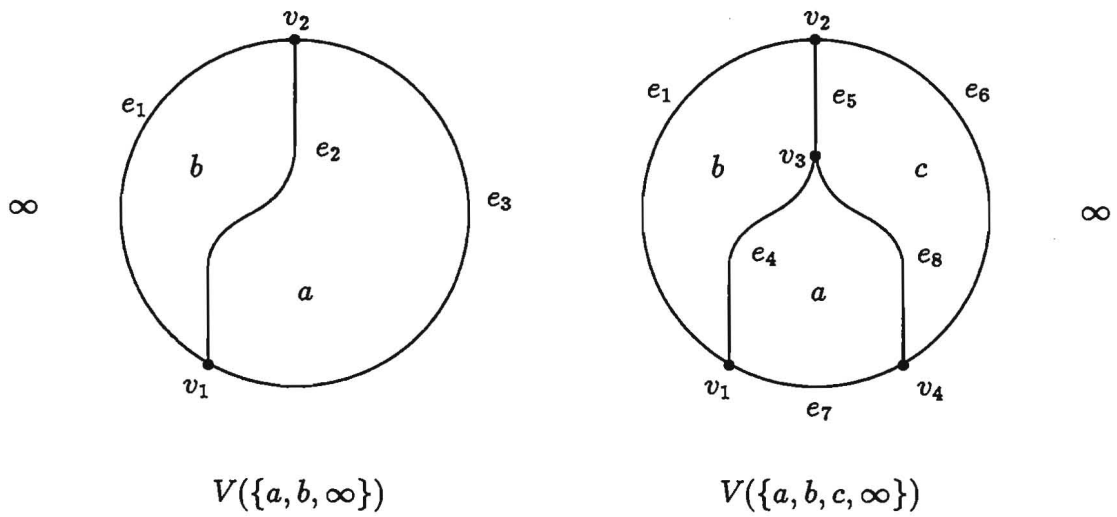 v₂
e₁
b
e₂
∞
e₃
a
v₁
V({a, b, ∞})
v₂
e₁
e₅
e₆
b
v₃
c
∞
e₄
e₈
a
v₁
e₇
v₄
V({a, b, c, ∞})